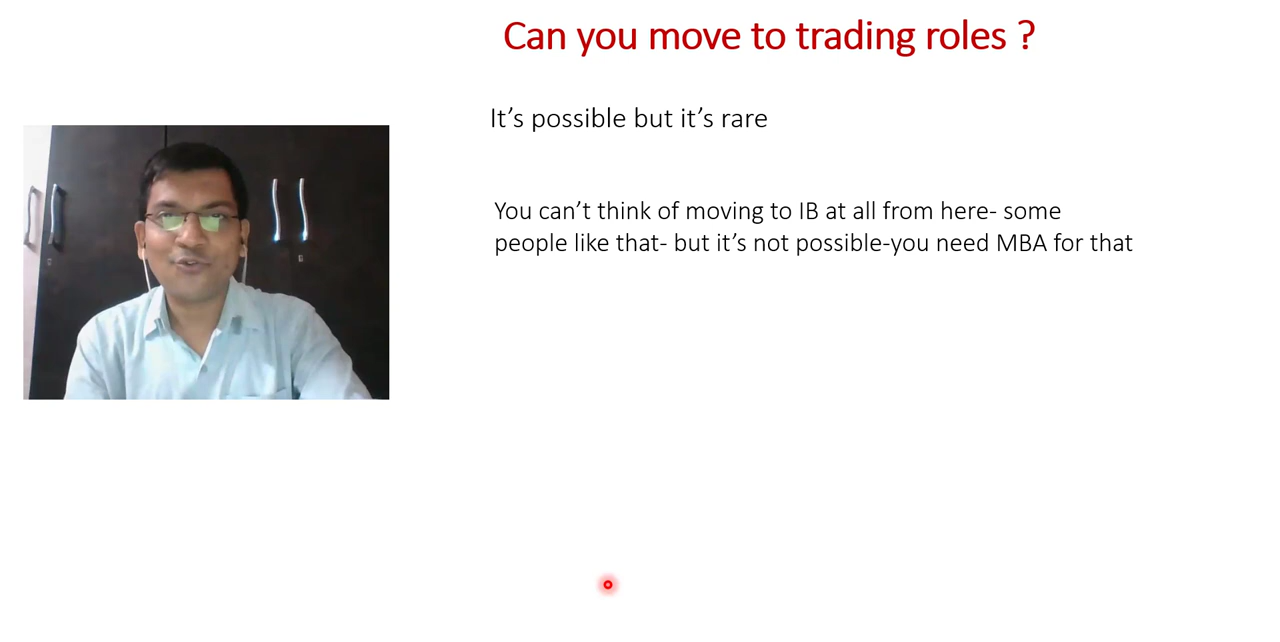 Can you move to trading roles ?
It’s possible but it’s rare
You can’t think of moving to IB at all from here- some
people like that- but it’s not possible-you need MBA for that